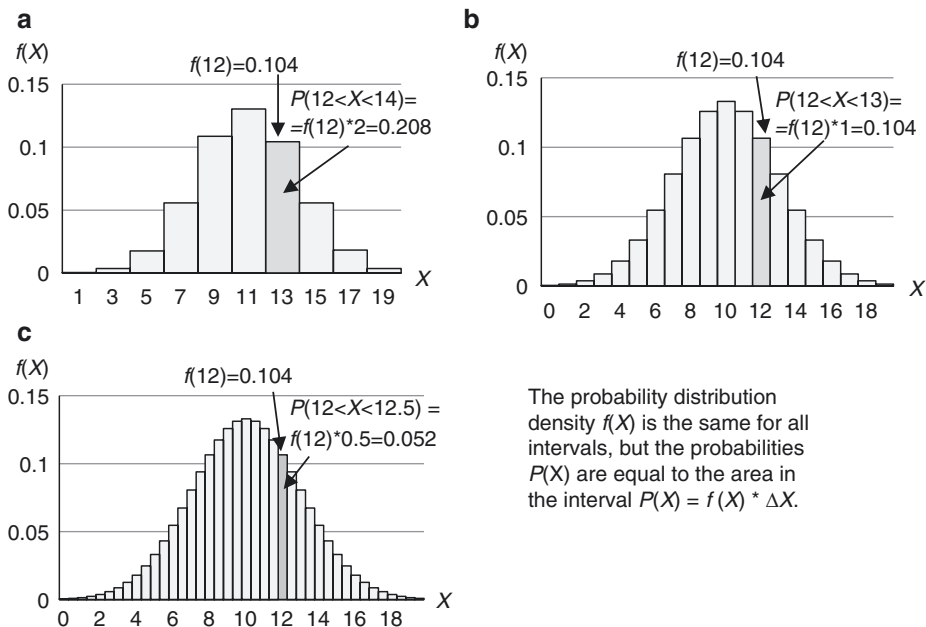 a
f(X)
f(12)=0.104
0.15
P(12<X<14)=
=f(12)*2=0.208
0.1
0.05
0
X
1 3 5 7 9 11 13 15 17 19
b
f(X)
f(12)=0.104
0.15
P(12<X<13)=
=f(12)*1=0.104
0.1
0.05
0
X
0 2 4 6 8 10 12 14 16 18
c
f(X)
f(12)=0.104
0.15
P(12<X<12.5) =
f(12)*0.5=0.052
0.1
0.05
0
X
0 2 4 6 8 10 12 14 16 18
The probability distribution
density f(X) is the same for all
intervals, but the probabilities
P(X) are equal to the area in
the interval P(X) = f (X) * ΔX.